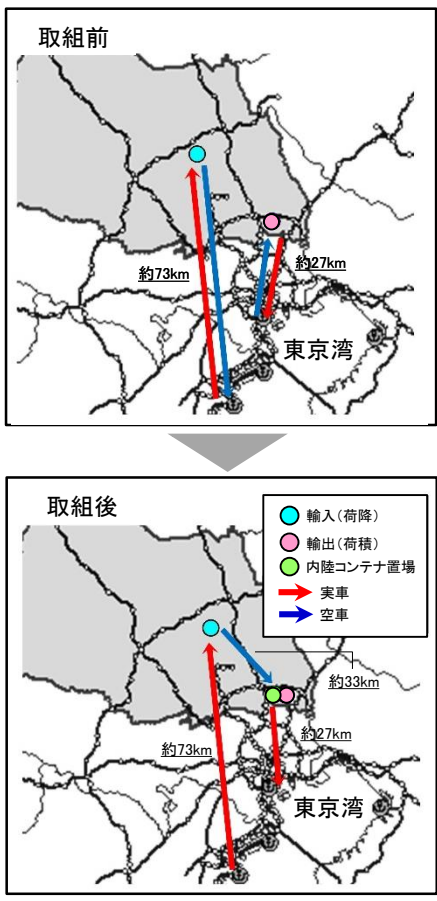 取組前
約73km
約27km
東京湾
取組後
輸入(荷降)
輸出(荷積)
内陸コンテナ置場
実車
空車
約33km
約73km
約27km
東京湾